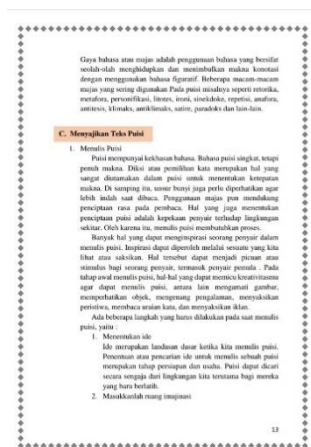 Gaya bahasa atau majas adalah penggunaan bahasa yang bersifat
seolah-olah menghidupkan dan menimbulkan makna konotasi
dengan menggunakan bahasa figuratif. Beberapa macam-macam
majas yang sering digunakan Pada puisi misalnya seperti retorika,
metafora, personifikasi, litotes, ironi, sinekdoke, repetisi, anafora,
antitesis, klimaks, antiklimaks, satire, paradoks dan lain-lain.
C. Menyajikan Teks Puisi
1. Menulis Puisi
Puisi mempunyai kekhasan bahasa. Bahasa puisi singkat, tetapi
penuh makna. Diksi atau pemilihan kata merupakan hal yang
sangat diutamakan dalam puisi untuk menentukan ketepatan
makna. Di samping itu, unsur bunyi juga perlu diperhatikan agar
lebih indah saat dibaca. Penggunaan majas pun mendukung
penciptaan rasa pada pembaca. Hal yang juga menentukan
penciptaan puisi adalah kepekaan penyair terhadap lingkungan
sekitar. Oleh karena itu, menulis puisi membutuhkan proses.
Banyak hal yang dapat menginspirasi seorang penyair dalam
menulis puisi. Inspirasi dapat diperoleh melalui sesuatu yang kita
lihat atau saksikan. Hal tersebut dapat menjadi picuan atau
stimulus bagi seorang penyair, termasuk penyair pemula . Pada
tahap awal menulis puisi, hal-hal yang dapat memicu kreativitasmu
agar dapat menulis puisi, antara lain mengamati gambar,
memperhatikan objek, mengenang pengalaman, menyaksikan
peristiwa, membaca uraian kata, dan menyaksikan iklan.
Ada beberapa langkah yang harus dilakukan pada saat menulis
puisi, yaitu :
1. Menentukan ide
Ide merupakan landasan dasar ketika kita menulis puisi.
Penentuan atau pencarian ide untuk menulis sebuah puisi
merupakan tahap persiapan dan usaha. Puisi dapat dicari
secara sengaja dari lingkungan kita terutama bagi mereka
yang baru berlatih.
2. Masukkanlah ruang imajinasi
13